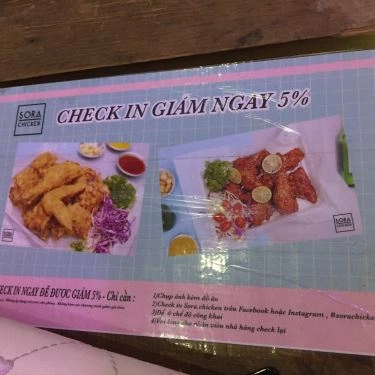 SORA
CHICKEN
CHECK IN GIẢM NGAY 5%
SORA
CHICKEN
CHECK IN NGAY ĐỂ ĐƯỢC GIẢM 5% - Chỉ cần :
1)Chụp ảnh kèm đồ ăn
2)Check in Sora.chicken trên Facebook hoặc Instagram , #sorachicke
3)Để ở chế độ công khai
4)Vui lòng cho nhân viên nhà hàng check lại